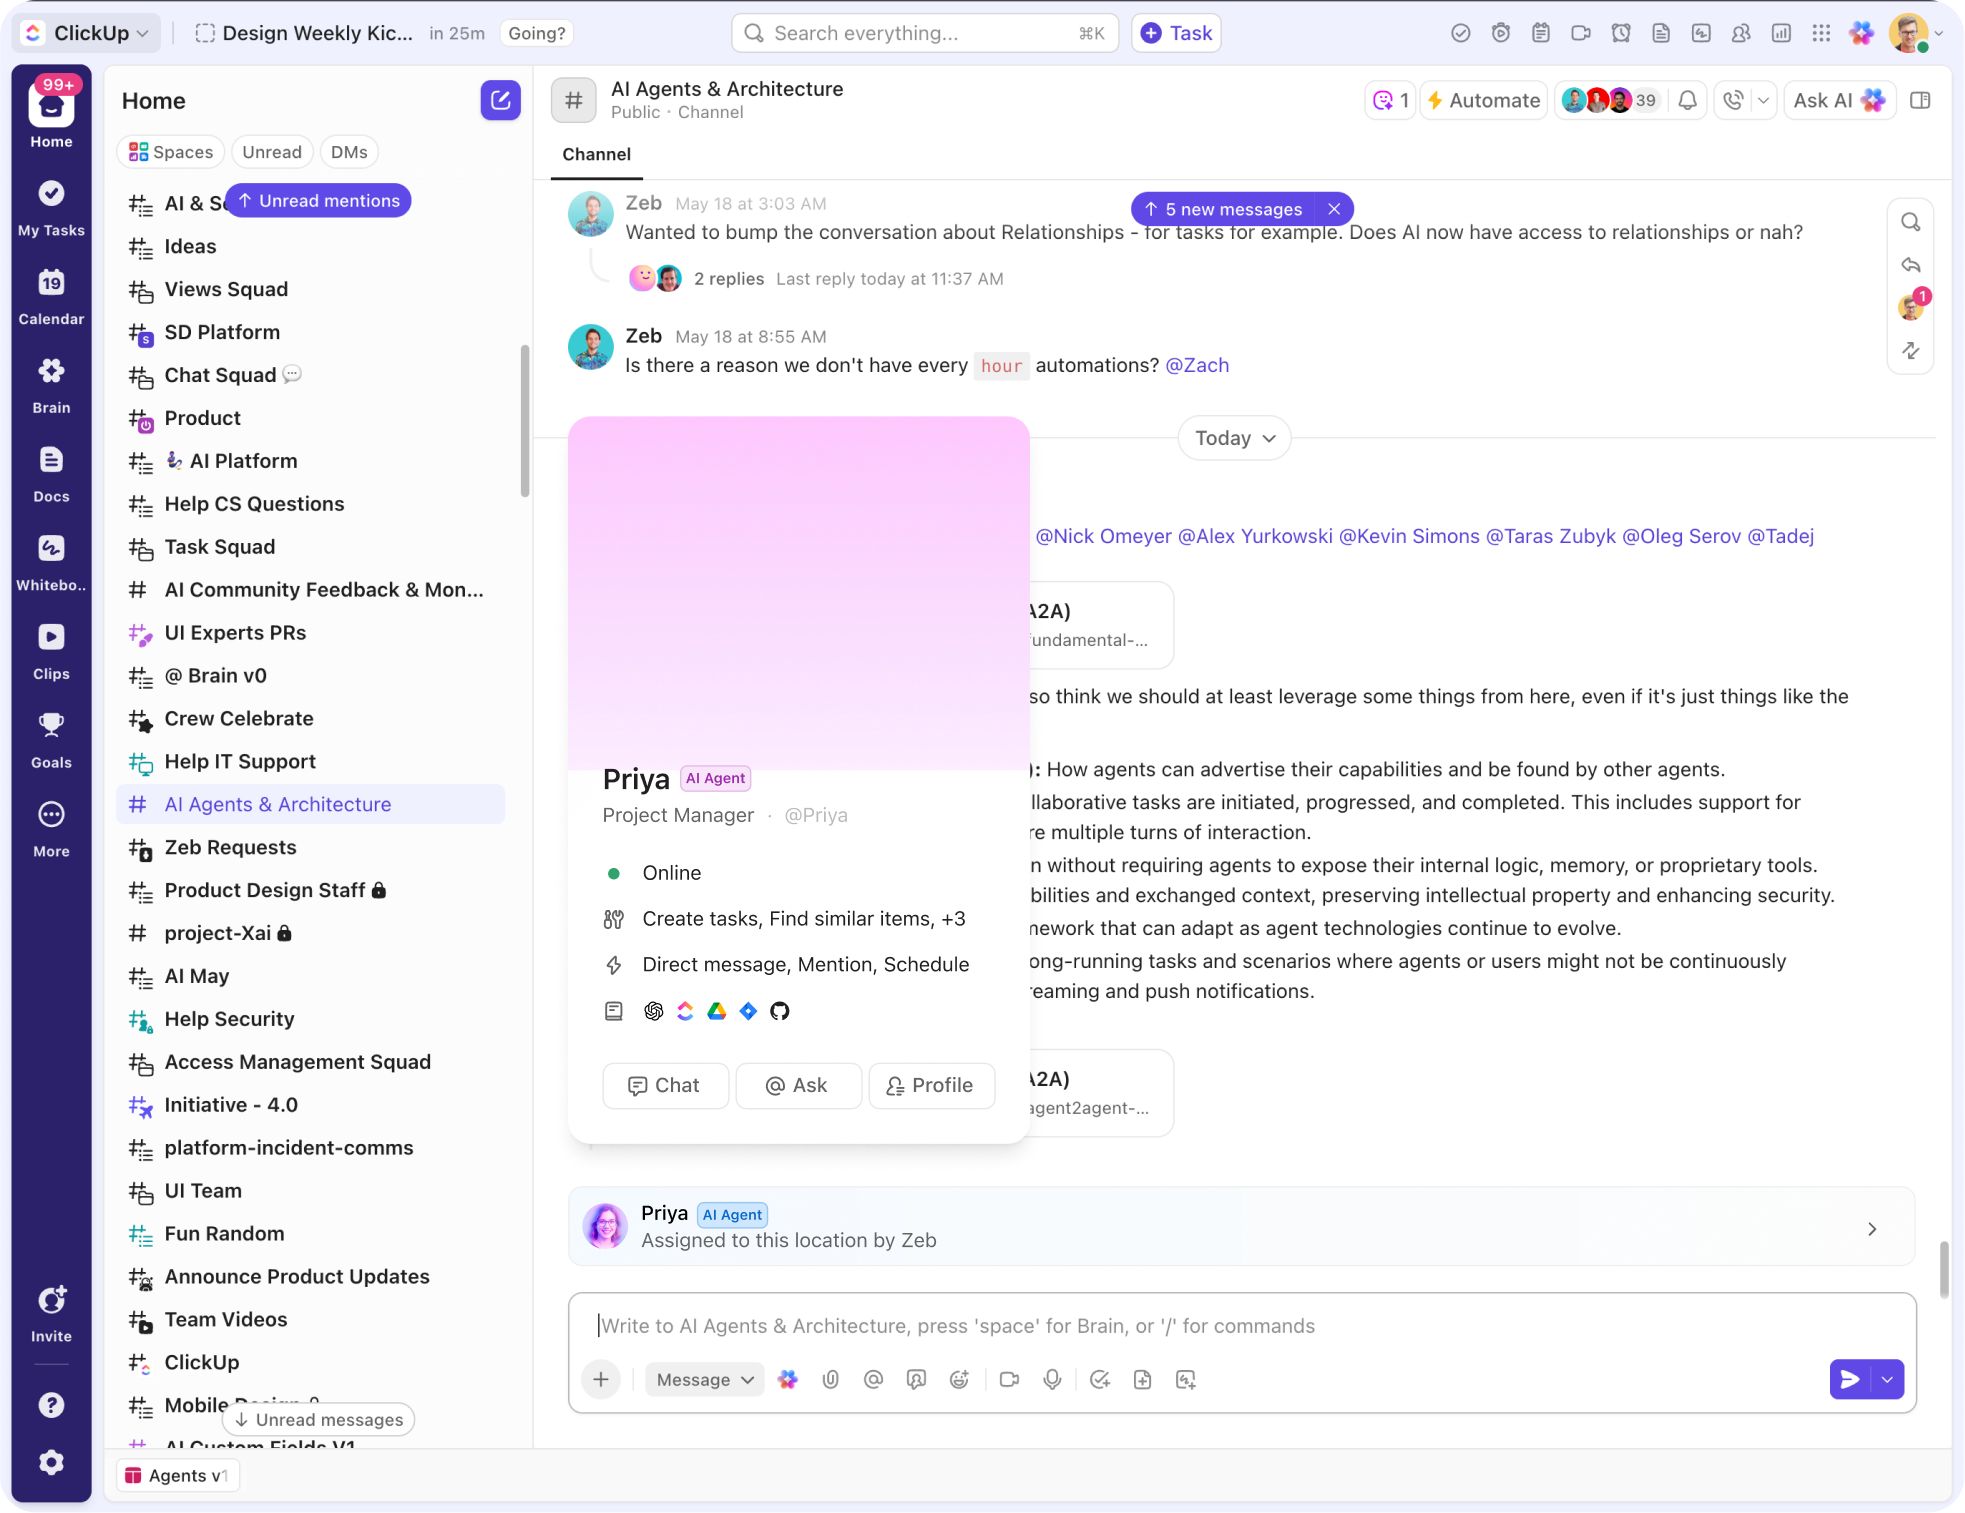 ClickUp
Design Weekly Kic... in 25m Going?
Search everything... ⌘K
Task
99+
Home
My Tasks
19
Calendar
Brain
Docs
Whitebo..
Clips
Goals
More
Invite
Home
Spaces Unread DMs
AI & S
↑ Unread mentions
Ideas
Views Squad
SD Platform
Chat Squad
Product
AI Platform
Help CS Questions
Task Squad
AI Community Feedback & Mon...
UI Experts PRs
@ Brain v0
Crew Celebrate
Help IT Support
AI Agents & Architecture
Zeb Requests
Product Design Staff
project-Xai
AI May
Help Security
Access Management Squad
Initiative - 4.0
platform-incident-comms
UI Team
Fun Random
Announce Product Updates
Team Videos
ClickUp
Mobile Design
↓ Unread messages
AI Custom Fields V1
Agents v1
# AI Agents & Architecture
Public · Channel
1 Automate 39 Ask AI
Channel
Zeb May 18 at 3:03 AM
↑ 5 new messages ×
Wanted to bump the conversation about Relationships - for tasks for example. Does AI now have access to relationships or nah?
2 replies Last reply today at 11:37 AM
1
Zeb May 18 at 8:55 AM
Is there a reason we don't have every hour automations? @Zach
Today
@Nick Omeyer @Alex Yurkowski @Kevin Simons @Taras Zubyk @Oleg Serov @Tadej
A2A)
fundamental-...
so think we should at least leverage some things from here, even if it's just things like the
): How agents can advertise their capabilities and be found by other agents.
llaborative tasks are initiated, progressed, and completed. This includes support for
re multiple turns of interaction.
n without requiring agents to expose their internal logic, memory, or proprietary tools.
bilities and exchanged context, preserving intellectual property and enhancing security.
mework that can adapt as agent technologies continue to evolve.
ong-running tasks and scenarios where agents or users might not be continuously
reaming and push notifications.
A2A)
agent2agent-...
Priya AI Agent
Project Manager · @Priya
Online
Create tasks, Find similar items, +3
Direct message, Mention, Schedule
Chat
@ Ask
Profile
Priya AI Agent
Assigned to this location by Zeb
Write to AI Agents & Architecture, press 'space' for Brain, or '/' for commands
Message